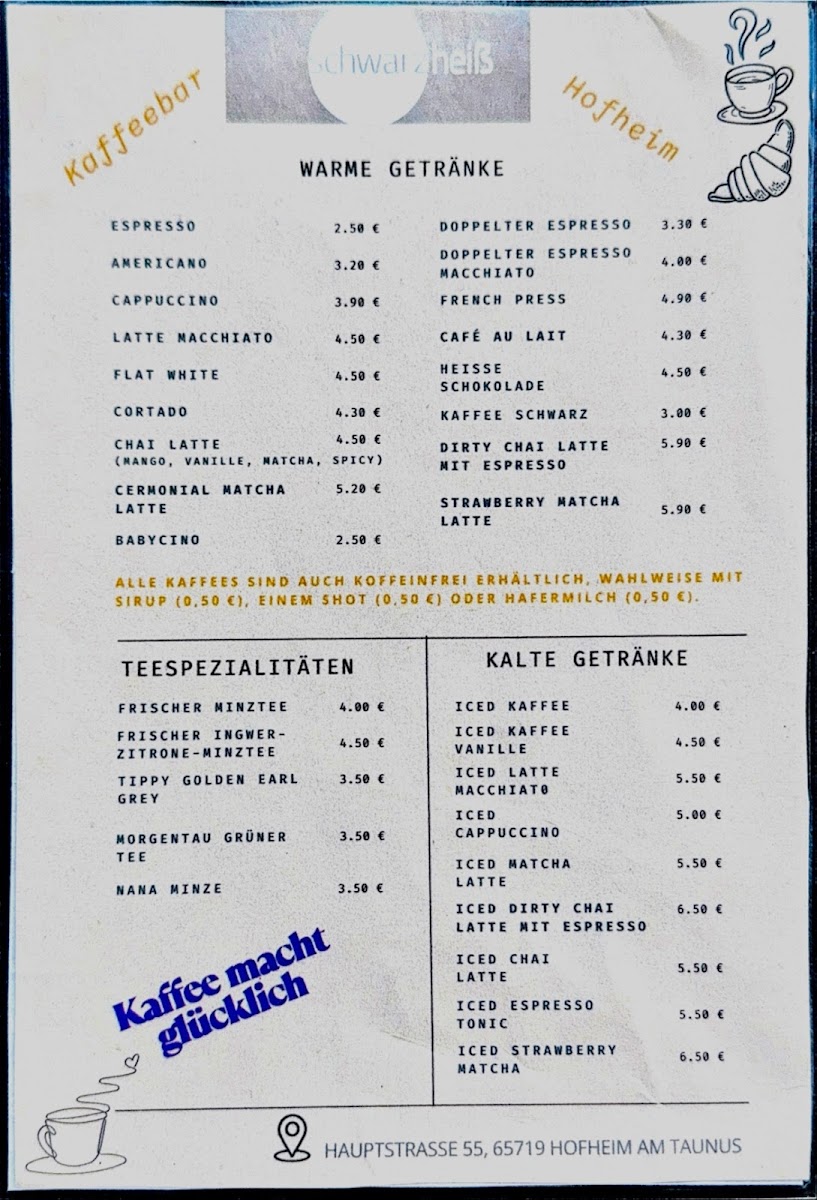 schwarzheiß
Kaffeebar
Hofheim
WARME GETRÄNKE
ESPRESSO 2.50 €
AMERICANO 3.20 €
CAPPUCCINO 3.90 €
LATTE MACCHIATO 4.50 €
FLAT WHITE 4.50 €
CORTADO 4.30 €
CHAI LATTE 4.50 €
(MANGO, VANILLE, MATCHA, SPICY)
CERMONIAL MATCHA 5.20 €
LATTE
BABYCINO 2.50 €
DOPPELTER ESPRESSO 3.30 €
DOPPELTER ESPRESSO 4.00 €
MACCHIATO
FRENCH PRESS 4.90 €
CAFÉ AU LAIT 4.30 €
HEISSE 4.50 €
SCHOKOLADE
KAFFEE SCHWARZ 3.00 €
DIRTY CHAI LATTE 5.90 €
MIT ESPRESSO
STRAWBERRY MATCHA 5.90 €
LATTE
ALLE KAFFEES SIND AUCH KOFFEINFREI ERHÄLTLICH, WAHLWEISE MIT
SIRUP (0,50 €), EINEM SHOT (0,50 €) ODER HAFERMILCH (0,50 €).
TEESPEZIALITÄTEN
FRISCHER MINZTEE 4.00 €
FRISCHER INGWER- 4.50 €
ZITRONE-MINZTEE
TIPPY GOLDEN EARL 3.50 €
GREY
MORGENTAU GRÜNER 3.50 €
TEE
NANA MINZE 3.50 €
KALTE GETRÄNKE
ICED KAFFEE 4.00 €
ICED KAFFEE 4.50 €
VANILLE
ICED LATTE 5.50 €
MACCHIAT0
ICED 5.00 €
CAPPUCCINO
ICED MATCHA 5.50 €
LATTE
ICED DIRTY CHAI 6.50 €
LATTE MIT ESPRESSO
ICED CHAI 5.50 €
LATTE
ICED ESPRESSO 5.50 €
TONIC
ICED STRAWBERRY 6.50 €
MATCHA
Kaffee macht
glücklich
HAUPTSTRASSE 55, 65719 HOFHEIM AM TAUNUS